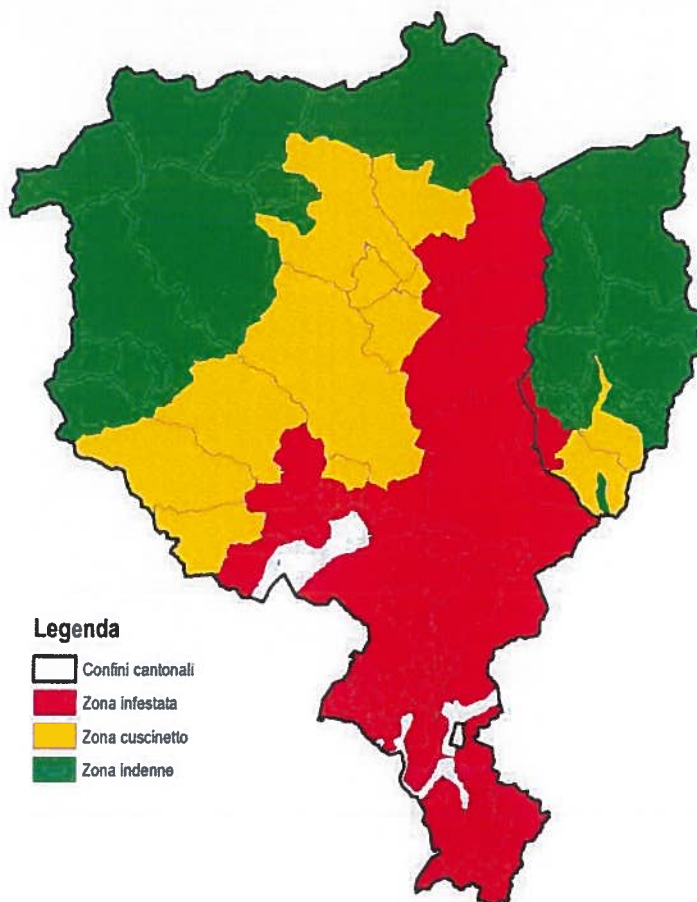 Legenda
Confini cantonali
Zona infestata
Zona cuscinetto
Zona indenne